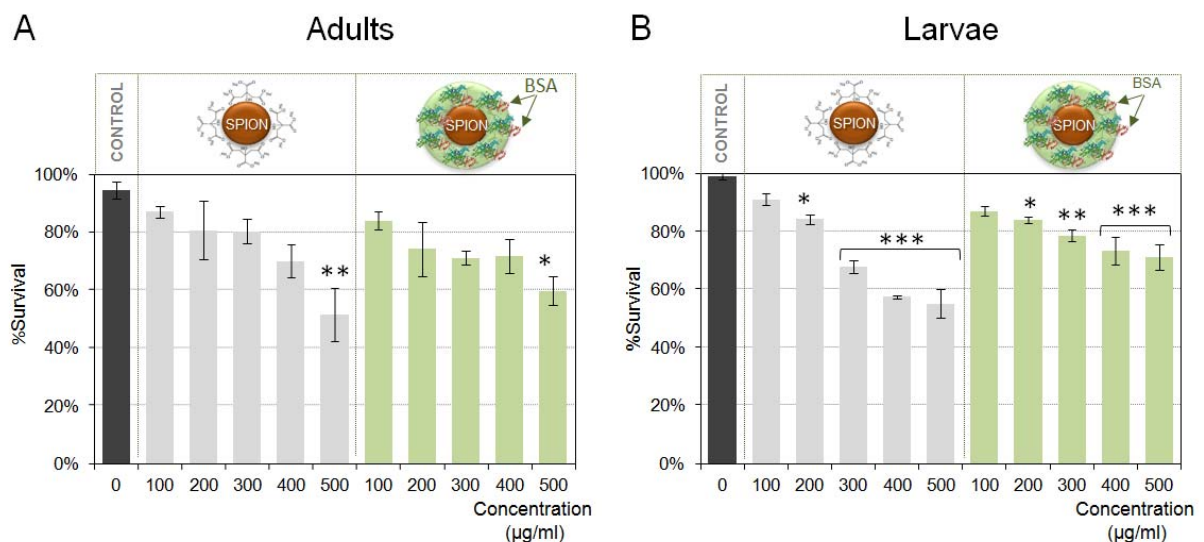 A
Adults
CONTROL
SPION
SPION
BSA
%Survival
100%
80%
60%
40%
20%
0%
**
*
0 100 200 300 400 500 100 200 300 400 500
Concentration
(µg/ml)
B
Larvae
CONTROL
SPION
SPION
BSA
%Survival
100%
80%
60%
40%
20%
0%
*
***
*
**
***
0 100 200 300 400 500 100 200 300 400 500
Concentration
(µg/ml)